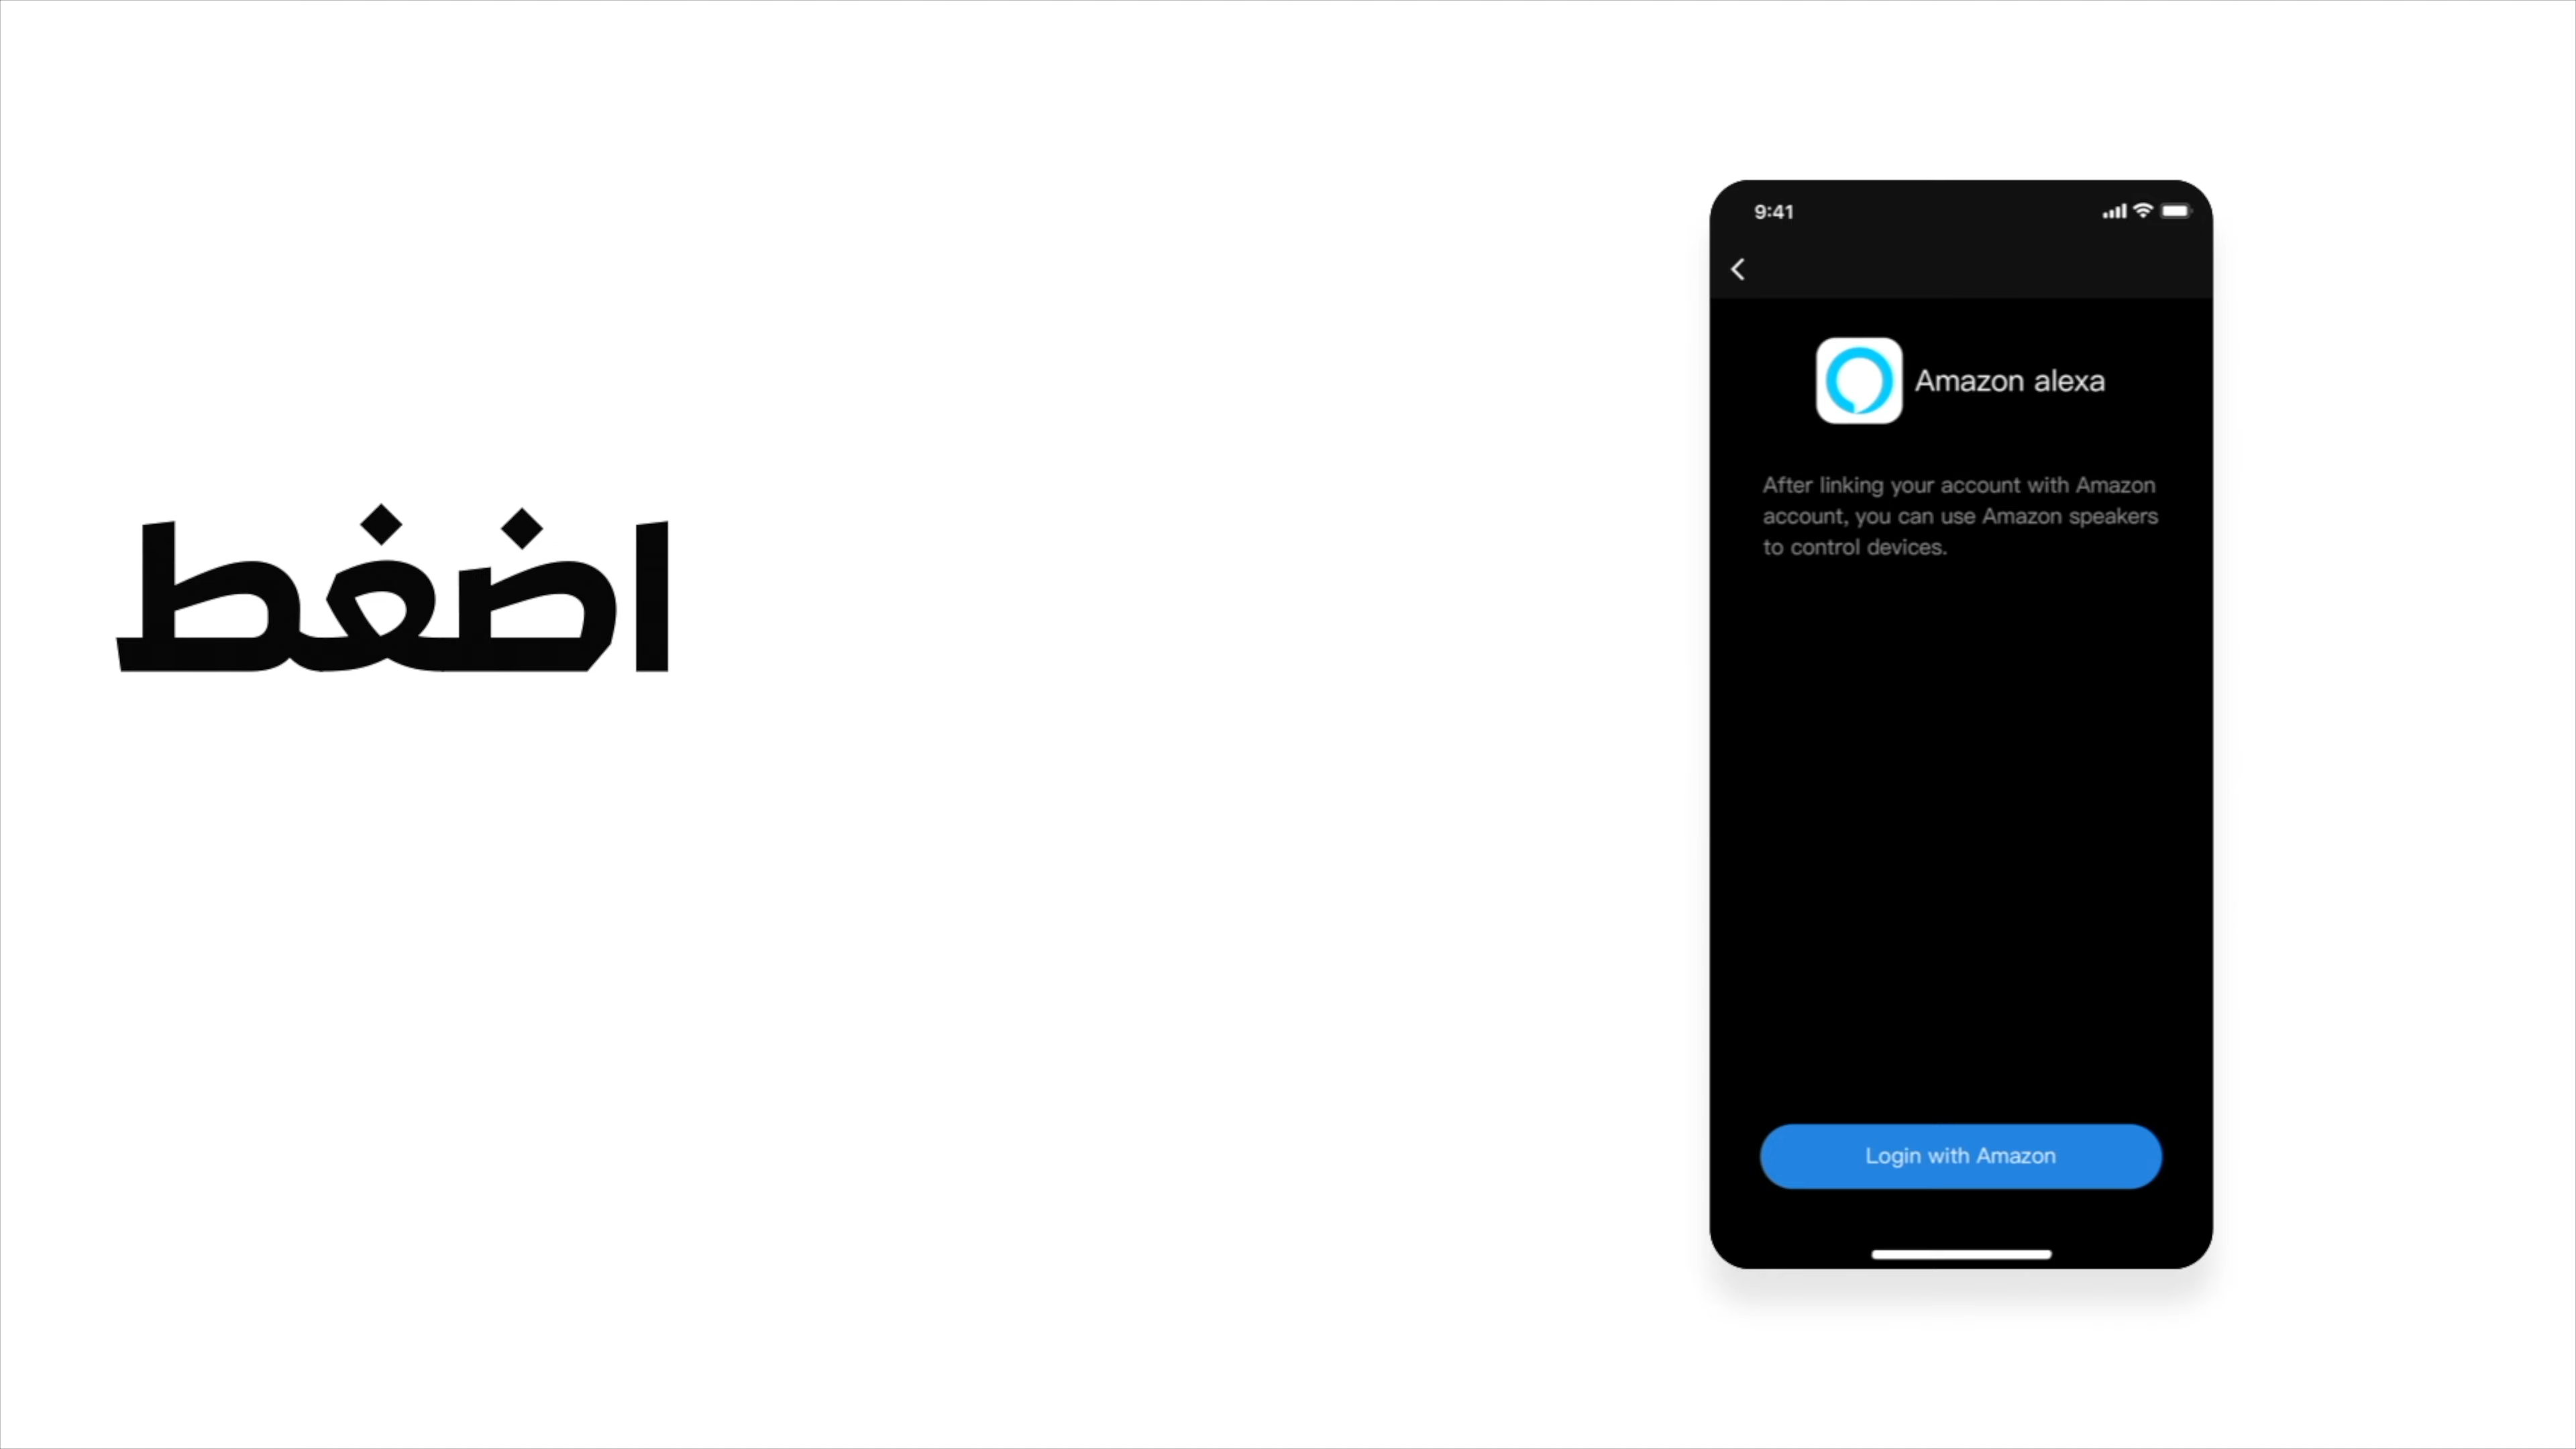 اضغط
9:41
Amazon alexa
After linking your account with Amazon
account, you can use Amazon speakers
to control devices.
Login with Amazon